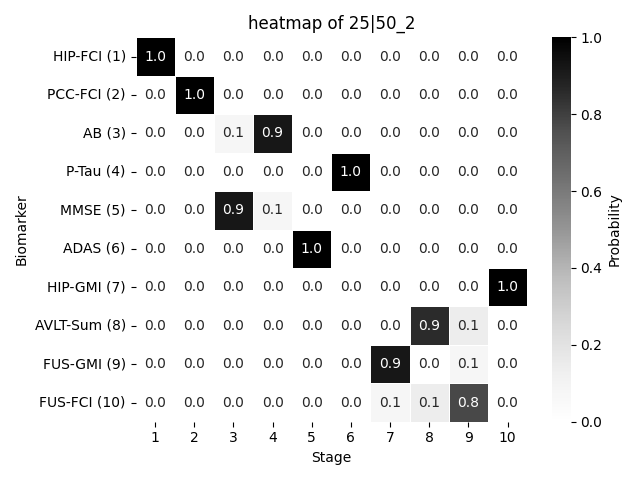 heatmap of 25|50_2
HIP-FCI (1) 1.0 0.0 0.0 0.0 0.0 0.0 0.0 0.0 0.0 0.0
PCC-FCI (2) 0.0 1.0 0.0 0.0 0.0 0.0 0.0 0.0 0.0 0.0
AB (3) 0.0 0.0 0.1 0.9 0.0 0.0 0.0 0.0 0.0 0.0
P-Tau (4) 0.0 0.0 0.0 0.0 0.0 1.0 0.0 0.0 0.0 0.0
MMSE (5) 0.0 0.0 0.9 0.1 0.0 0.0 0.0 0.0 0.0 0.0
ADAS (6) 0.0 0.0 0.0 0.0 1.0 0.0 0.0 0.0 0.0 0.0
HIP-GMI (7) 0.0 0.0 0.0 0.0 0.0 0.0 0.0 0.0 0.0 1.0
AVLT-Sum (8) 0.0 0.0 0.0 0.0 0.0 0.0 0.0 0.9 0.1 0.0
FUS-GMI (9) 0.0 0.0 0.0 0.0 0.0 0.0 0.9 0.0 0.1 0.0
FUS-FCI (10) 0.0 0.0 0.0 0.0 0.0 0.0 0.1 0.1 0.8 0.0
1 2 3 4 5 6 7 8 9 10
Stage
Biomarker
1.0
0.8
0.6
0.4
0.2
0.0
Probability